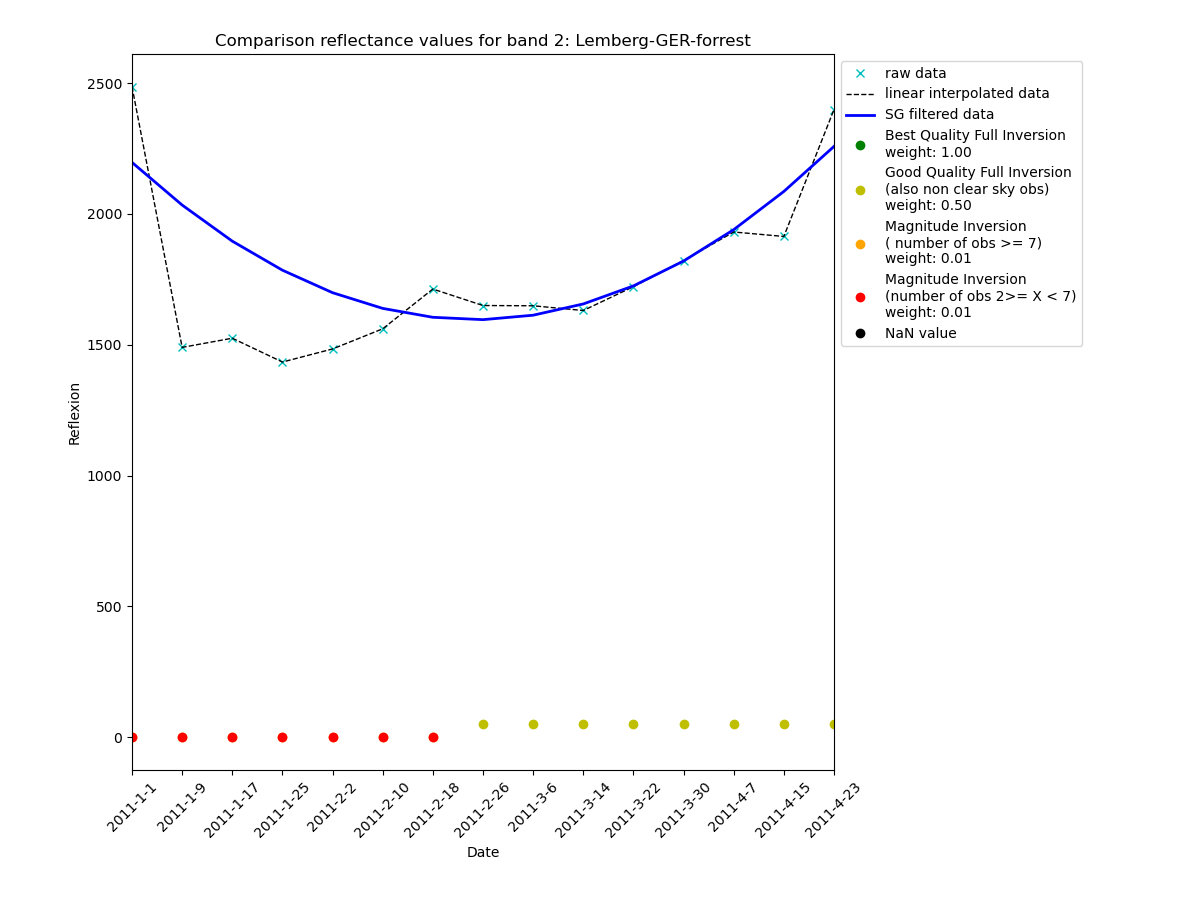 Comparison reflectance values for band 2: Lemberg-GER-forrest
Reflexion
2500
2000
1500
1000
500
0
2011-1-1
2011-1-9
2011-1-17
2011-1-25
2011-2-2
2011-2-10
2011-2-18
2011-2-26
2011-3-6
2011-3-14
2011-3-22
2011-3-30
2011-4-7
2011-4-15
2011-4-23
Date
raw data
linear interpolated data
SG filtered data
Best Quality Full Inversion
weight: 1.00
Good Quality Full Inversion
(also non clear sky obs)
weight: 0.50
Magnitude Inversion
( number of obs >= 7)
weight: 0.01
Magnitude Inversion
(number of obs 2>= X < 7)
weight: 0.01
NaN value